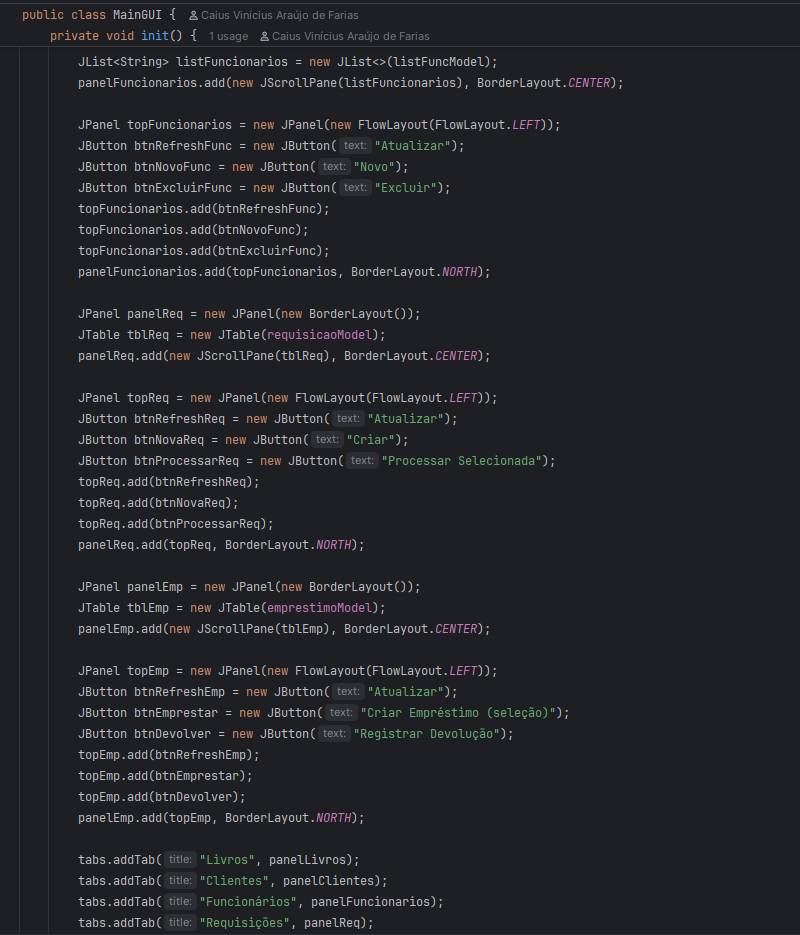 public class MainGUI { Caius Vinícius Araújo de Farias
private void init() { 1 usage Caius Vinícius Araújo de Farias
JList<String> listFuncionarios = new JList<>(listFuncModel);
panelFuncionarios.add(new JScrollPane(listFuncionarios), BorderLayout.CENTER);
JPanel topFuncionarios = new JPanel(new FlowLayout(FlowLayout.LEFT));
JButton btnRefreshFunc = new JButton( text: "Atualizar");
JButton btnNovoFunc = new JButton( text: "Novo");
JButton btnExcluirFunc = new JButton( text: "Excluir");
topFuncionarios.add(btnRefreshFunc);
topFuncionarios.add(btnNovoFunc);
topFuncionarios.add(btnExcluirFunc);
panelFuncionarios.add(topFuncionarios, BorderLayout.NORTH);
JPanel panelReq = new JPanel(new BorderLayout());
JTable tblReq = new JTable(requisicaoModel);
panelReq.add(new JScrollPane(tblReq), BorderLayout.CENTER);
JPanel topReq = new JPanel(new FlowLayout(FlowLayout.LEFT));
JButton btnRefreshReq = new JButton( text: "Atualizar");
JButton btnNovaReq = new JButton( text: "Criar");
JButton btnProcessarReq = new JButton( text: "Processar Selecionada");
topReq.add(btnRefreshReq);
topReq.add(btnNovaReq);
topReq.add(btnProcessarReq);
panelReq.add(topReq, BorderLayout.NORTH);
JPanel panelEmp = new JPanel(new BorderLayout());
JTable tblEmp = new JTable(emprestimoModel);
panelEmp.add(new JScrollPane(tblEmp), BorderLayout.CENTER);
JPanel topEmp = new JPanel(new FlowLayout(FlowLayout.LEFT));
JButton btnRefreshEmp = new JButton( text: "Atualizar");
JButton btnEmprestar = new JButton( text: "Criar Empréstimo (seleção)");
JButton btnDevolver = new JButton( text: "Registrar Devolução");
topEmp.add(btnRefreshEmp);
topEmp.add(btnEmprestar);
topEmp.add(btnDevolver);
panelEmp.add(topEmp, BorderLayout.NORTH);
tabs.addTab( title: "Livros", panelLivros);
tabs.addTab( title: "Clientes", panelClientes);
tabs.addTab( title: "Funcionários", panelFuncionarios);
tabs.addTab( title: "Requisições", panelReq);